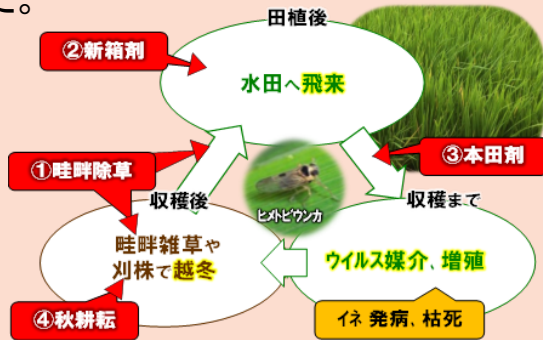 た。
田植後
②新箱剤
水田へ飛来
③本田剤
①畦畔除草
収穫後
ヒメトビウンカ
収穫まで
畦畔雑草や
刈株で越冬
ウイルス媒介、増殖
④秋耕耘
イネ 発病、枯死